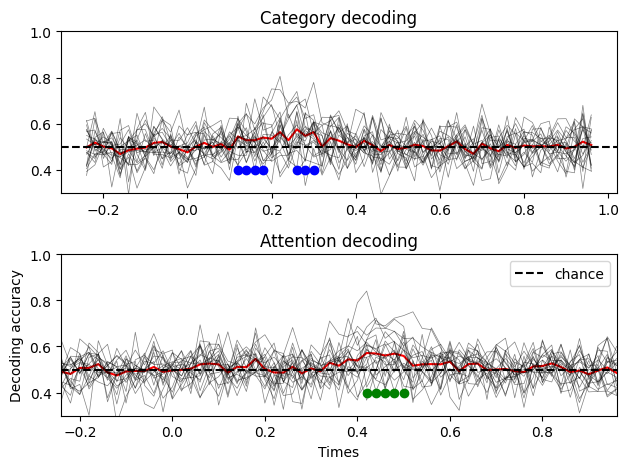 Category decoding
1.0
0.8
0.6
0.4
−0.2 0.0 0.2 0.4 0.6 0.8 1.0
Attention decoding
1.0
0.8
0.6
0.4
Decoding accuracy
chance
−0.2 0.0 0.2 0.4 0.6 0.8
Times